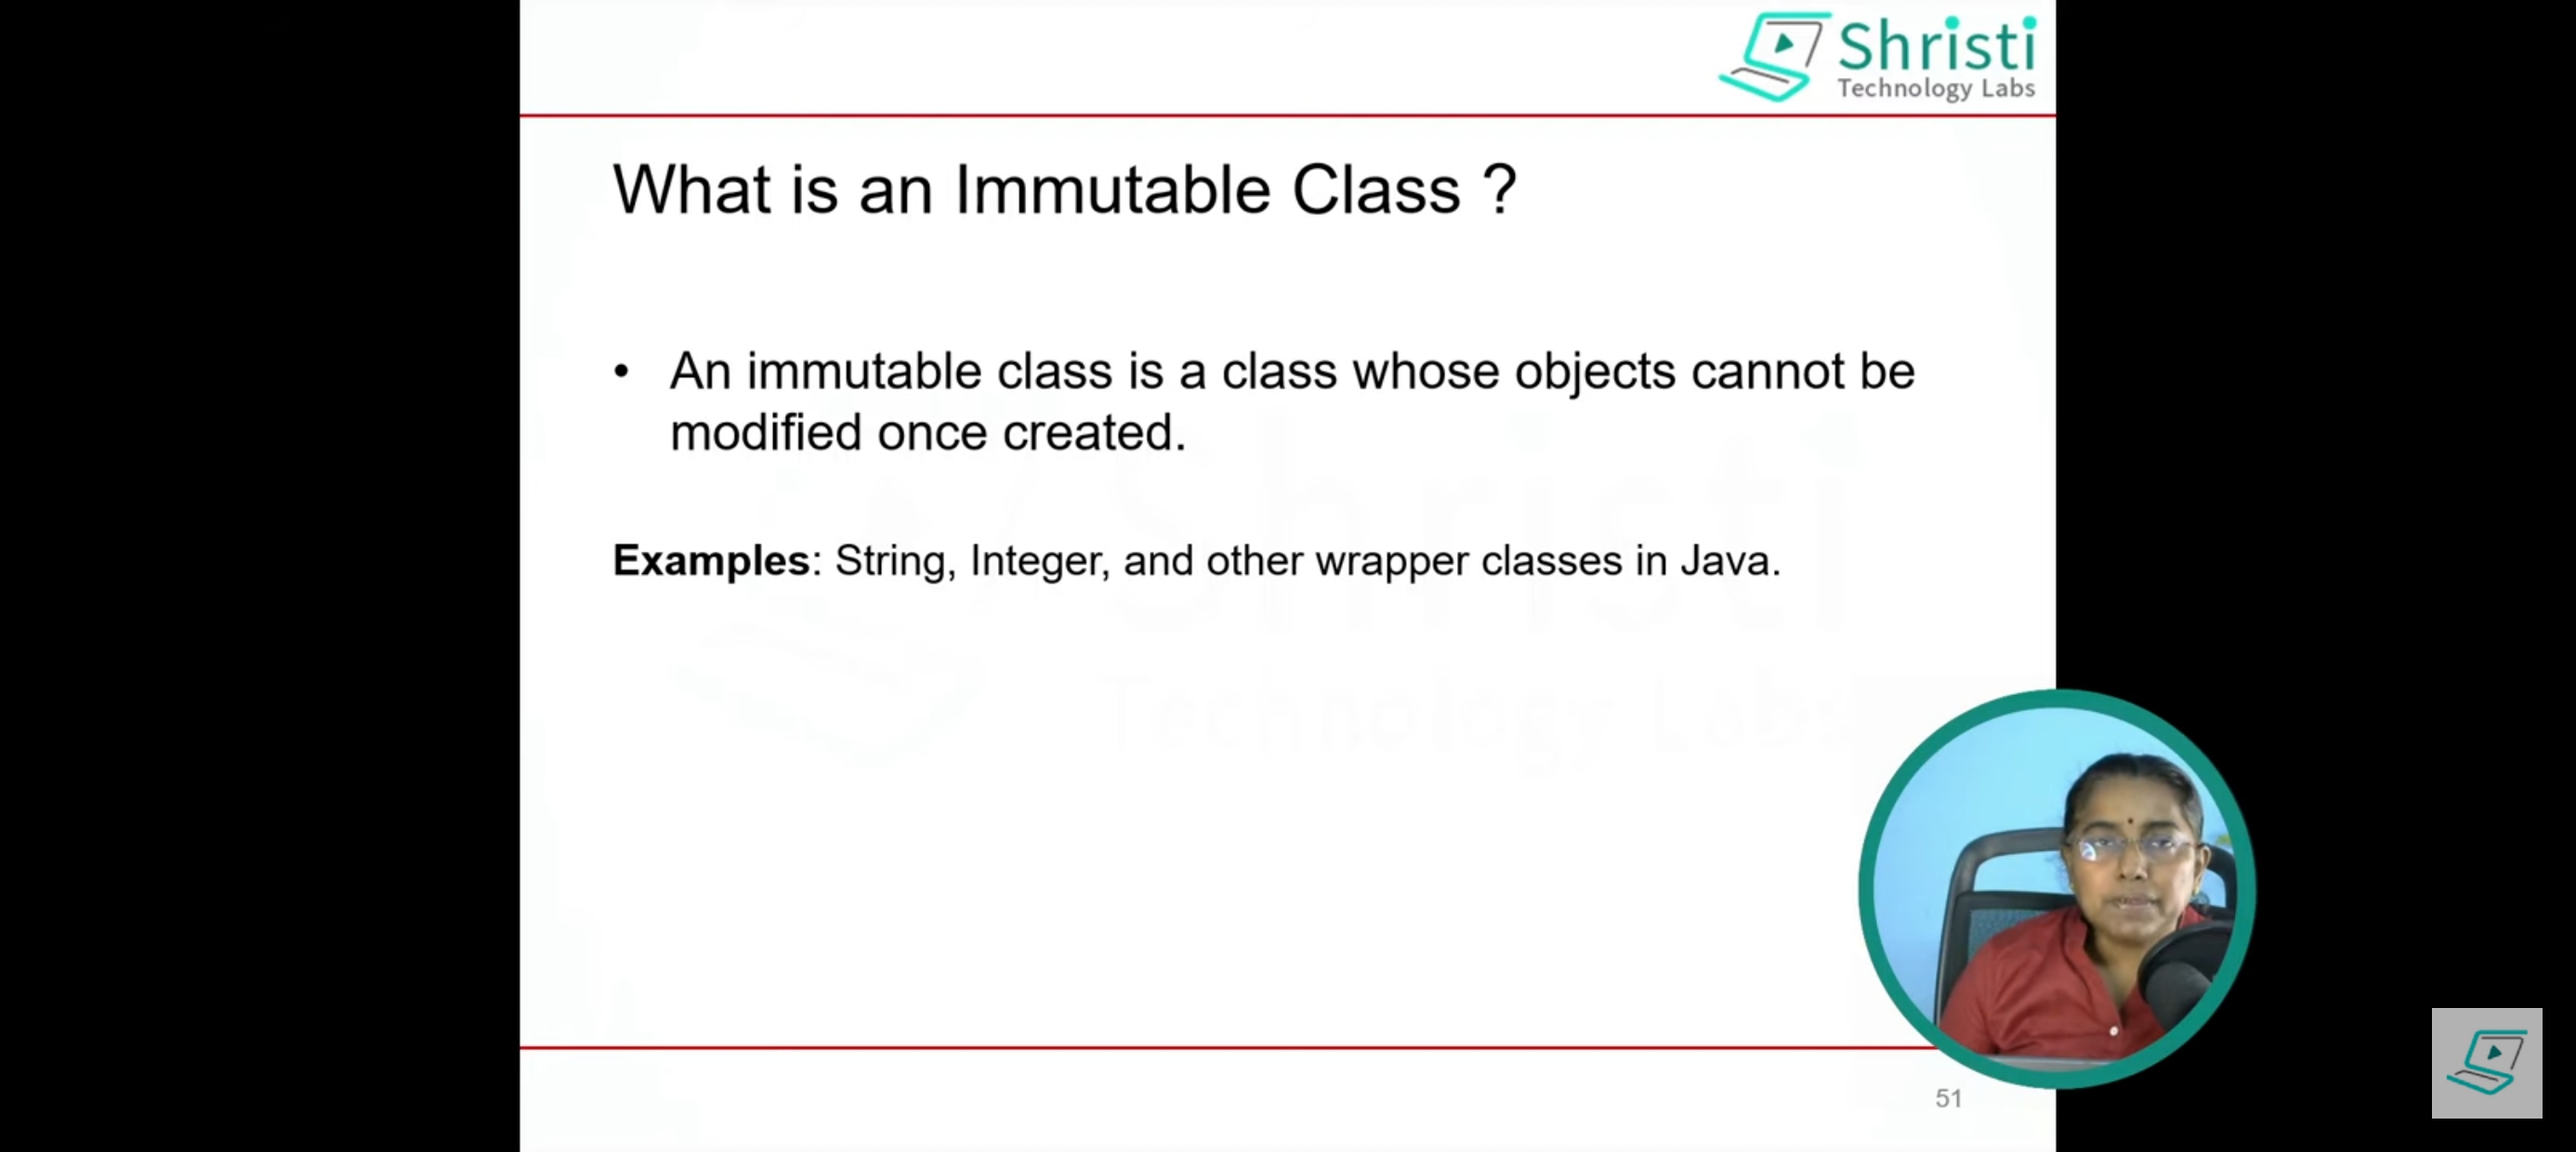 Shristi
Technology Labs
What is an Immutable Class ?
• An immutable class is a class whose objects cannot be
modified once created.
Examples: String, Integer, and other wrapper classes in Java.
Shristi
Technology Labs
51